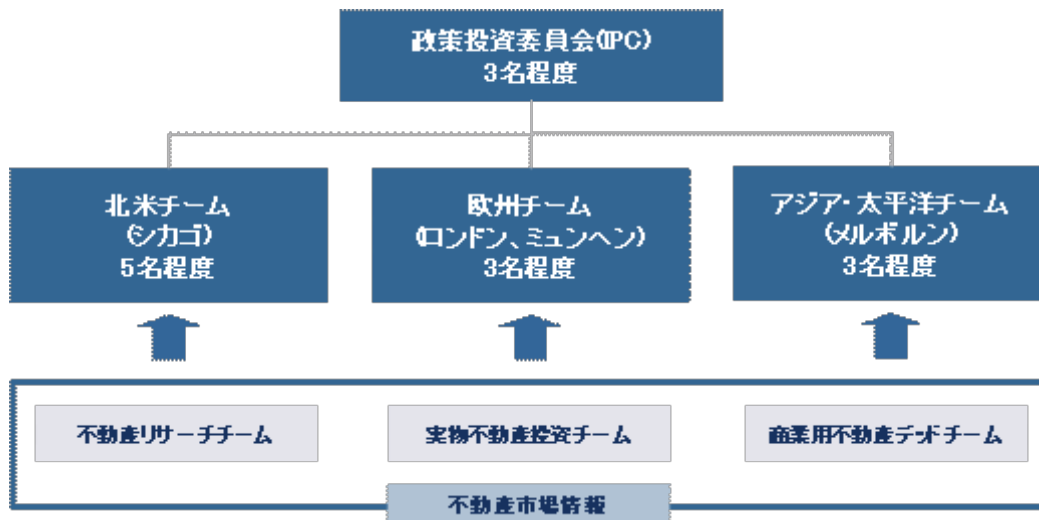 政策投資委員会(IPC)
3名程度
北米チーム
(シカゴ)
5名程度
欧州チーム
(ロンドン、ミュンヘン)
3名程度
アジア・太平洋チーム
(メルボルン)
3名程度
不動産リサーチチーム
実物不動産投資チーム
商業用不動産デットチーム
不動産市場情報